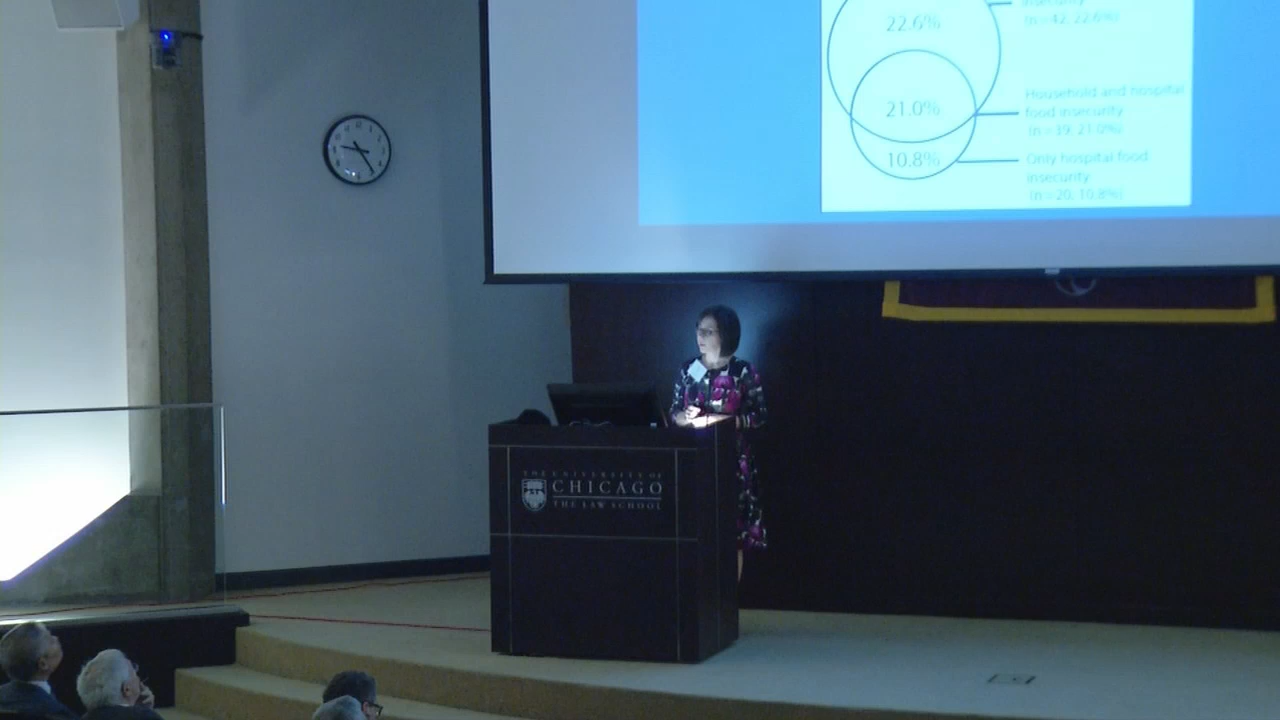 insecurity
22.6%
(n=42, 22.6%)
Household and hospital
21.0%
food insecurity
(n=39, 21.0%)
10.8%
Only hospital food
insecurity
(n=20, 10.8%)
THE UNIVERSITY OF
CHICAGO
THE LAW SCHOOL